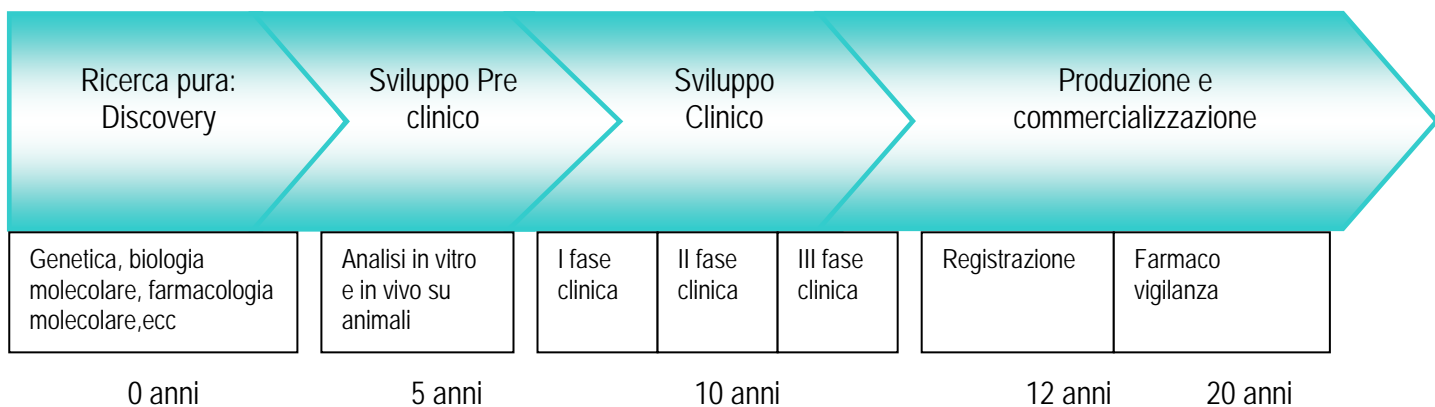 Ricerca pura:
Discovery
Sviluppo Pre
clinico
Sviluppo
Clinico
Produzione e
commercializzazione
Genetica, biologia
molecolare, farmacologia
molecolare,ecc
Analisi in vitro
e in vivo su
animali
I fase
clinica
II fase
clinica
III fase
clinica
Registrazione
Farmaco
vigilanza
0 anni
5 anni
10 anni
12 anni
20 anni